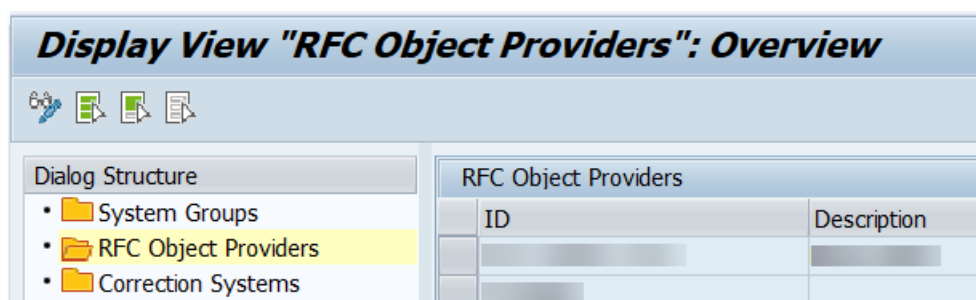 Display View "RFC Object Providers": Overview
Dialog Structure
System Groups
RFC Object Providers
Correction Systems
RFC Object Providers
ID Description